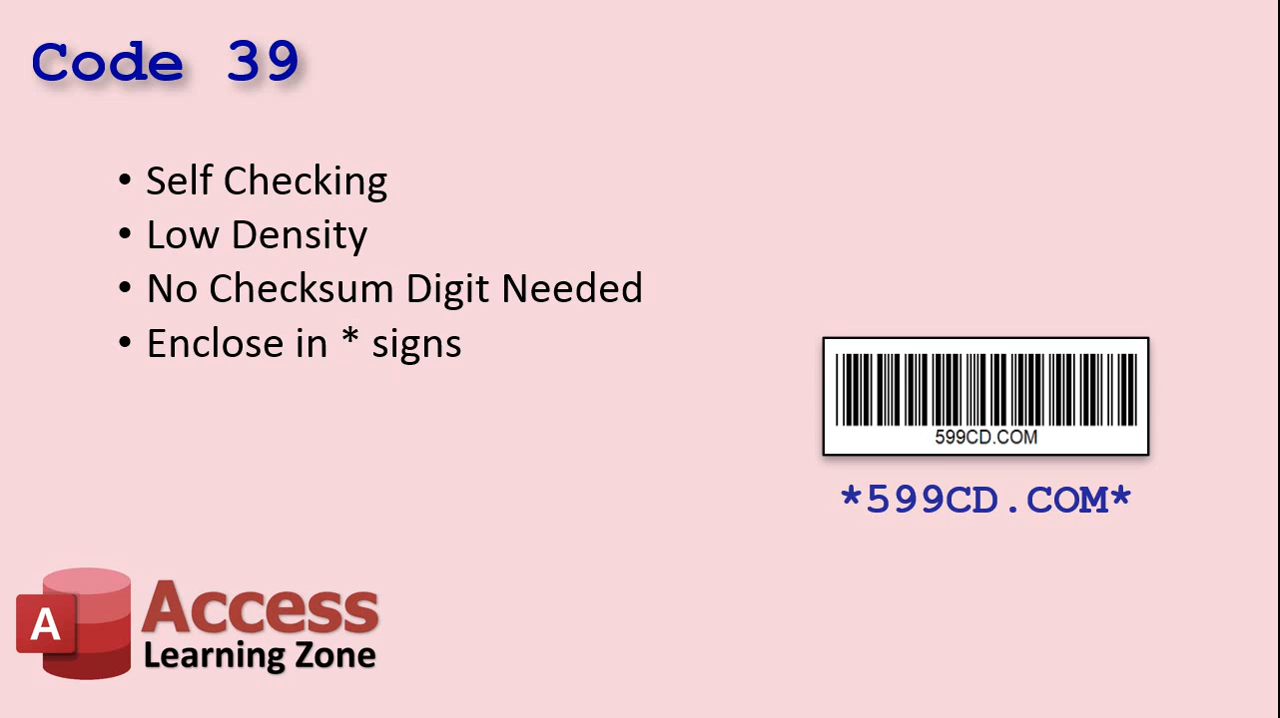 Code 39
• Self Checking
• Low Density
• No Checksum Digit Needed
• Enclose in * signs
599CD.COM
*599CD.COM*
A
Access
Learning Zone